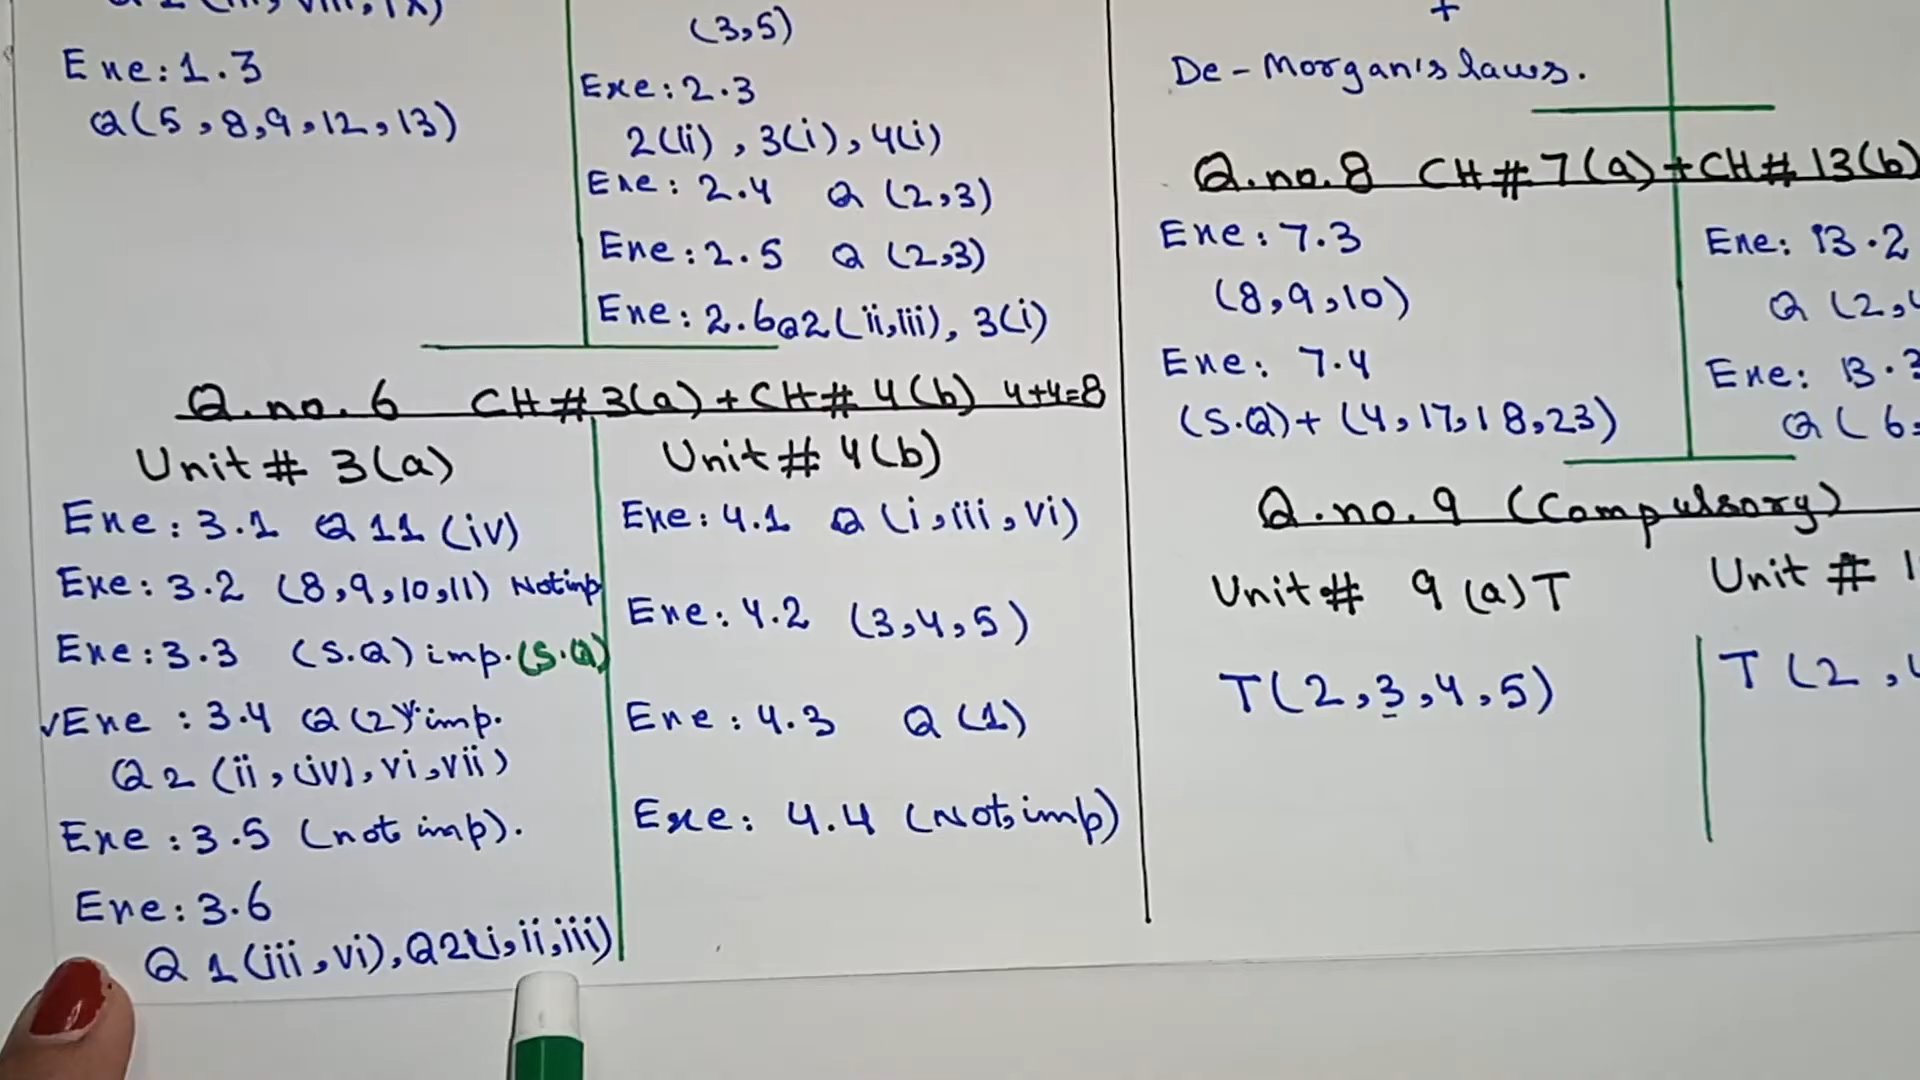 Exe: 1.3
Q(5,8,9,12,13)
(3,5)
Exe: 2.3
2(ii), 3(i), 4(i)
Exe: 2.4 Q (2,3)
Exe: 2.5 Q (2,3)
Exe: 2.6 Q2(ii,iii), 3(i)
Q.no.6 CH# 3(a)+CH# 4(b) 4+4=8
Unit# 3(a)
Exe: 3.1 Q 11 (iv)
Exe: 3.2 (8,9,10,11) Not imp
Exe: 3.3 (S.Q) imp. (S.Q)
✓Exe : 3.4 Q(2) v.imp.
Q 2 (ii, (iv), vi, vii)
Exe : 3.5 (not imp).
Exe: 3.6
Q 1(iii, vi), Q2(i,ii,iii)
Unit# 4(b)
Exe: 4.1 Q (i, iii, vi)
Exe: 4.2 (3,4,5)
Exe: 4.3 Q (1)
Exe: 4.4 (Not imp)
+
De-Morgan's laws.
Q.no.8 CH# 7(a)+CH# 13(b)
Exe: 7.3
(8,9,10)
Exe: 7.4
(S.Q)+ (4,17,18,23)
Exe: 13.2
Q (2,
Exe: 13.3
Q (6,
Q.no.9 (Compulsory)
Unit# 9 (a) T
T(2,3,4,5)
Unit # 1
T (2,